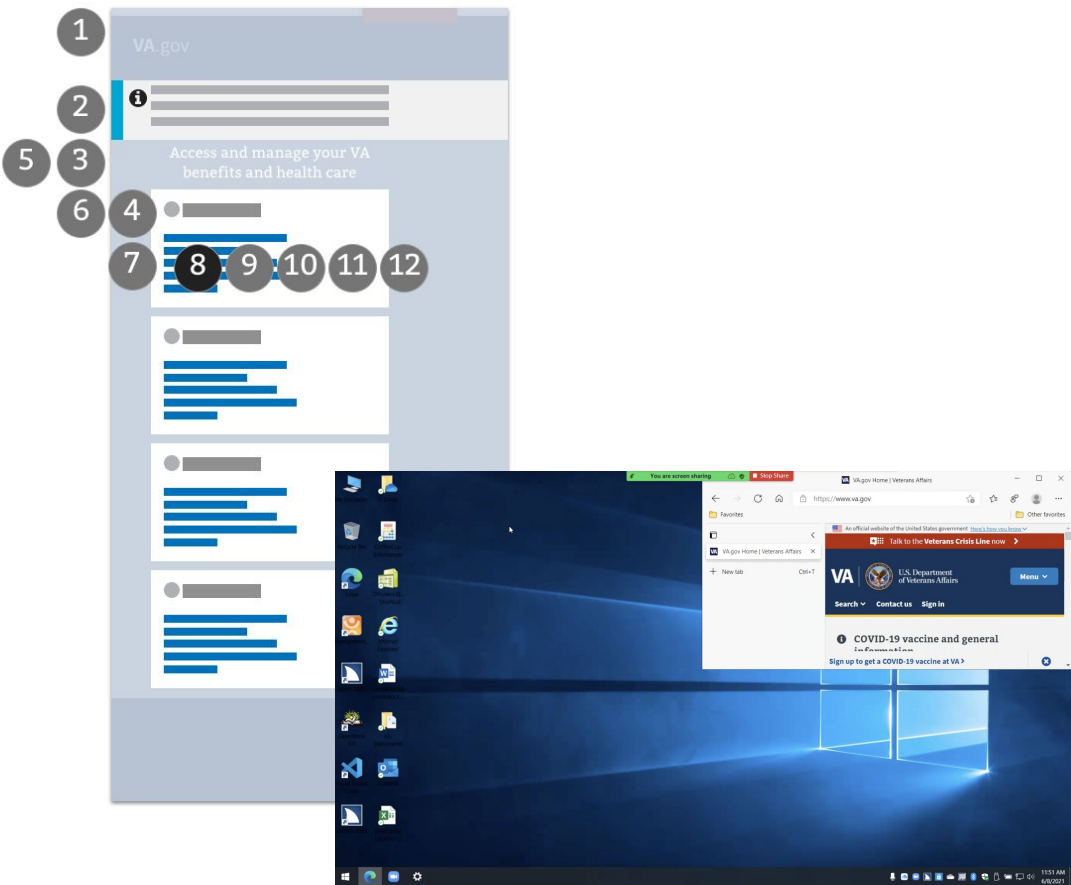 1
VA.gov
2
5 3
Access and manage your VA
benefits and health care
6 4
7 8 9 10 11 12
You are screen sharing
Stop Share
VA VA.gov Home | Veterans Affairs
https://www.va.gov
Favorites
Other favorites
An official website of the United States government Here's how you know
Talk to the Veterans Crisis Line now
VA VA.gov Home | Veterans Affairs
New tab Ctrl+T
VA
U.S. Department
of Veterans Affairs
Menu
Search Contact us Sign in
COVID-19 vaccine and general
information
Sign up to get a COVID-19 vaccine at VA
11:51 AM
6/8/2021